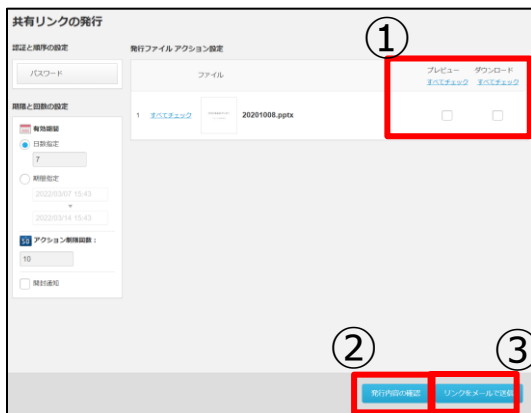 共有リンクの発行
認証と順序の設定
パスワード
期間と回数の設定
有効期間
日数指定
7
期間指定
2022/03/07 15:43
2022/03/14 15:43
アクション制限回数：
10
開封通知
発行ファイル アクション設定
①
ファイル
プレビュー ダウンロード
すべてチェック すべてチェック
1 すべてチェック 20201008.pptx
② ③
発行内容の確認 リンクをメールで送信